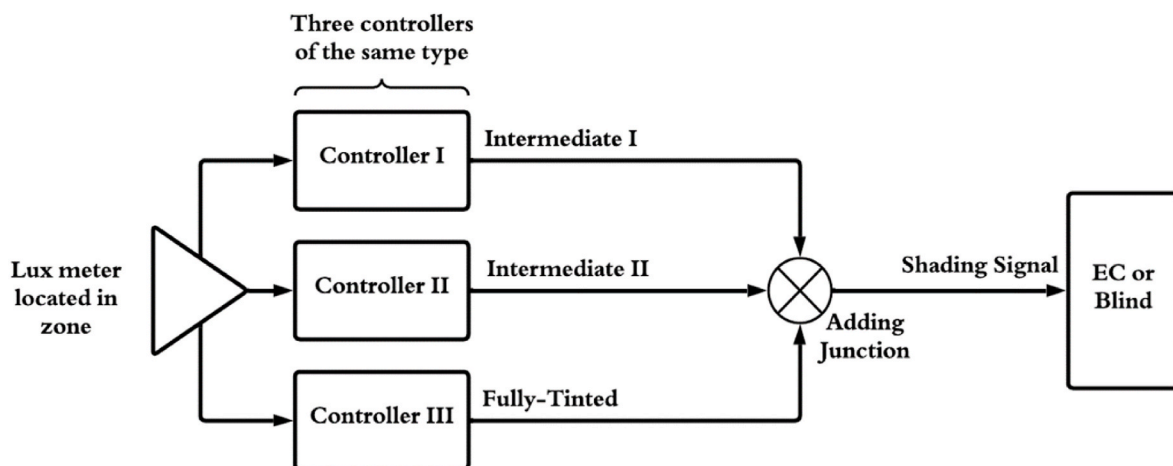 Three controllers
of the same type
Controller I
Intermediate I
Lux meter
located in
zone
Controller II
Intermediate II
Shading Signal
EC or
Blind
Adding
Junction
Controller III
Fully-Tinted